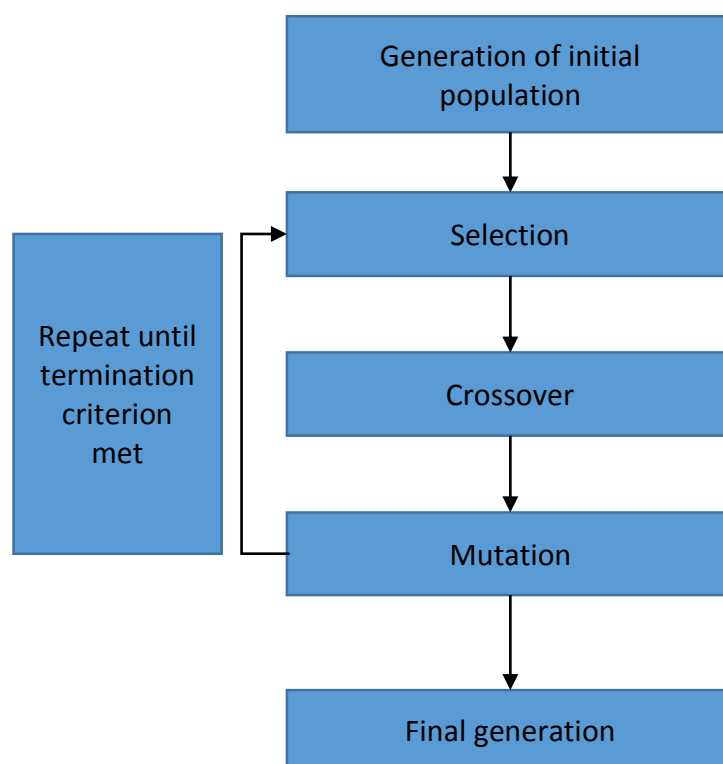 Generation of initial
population
Selection
Repeat until
termination
criterion
met
Crossover
Mutation
Final generation